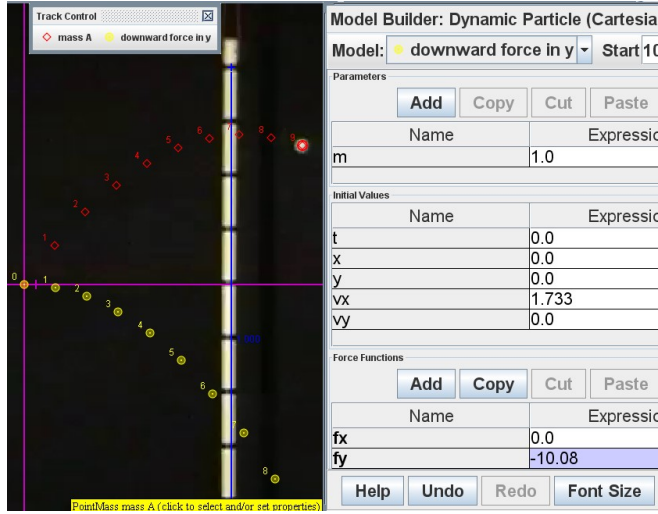 Track Control
mass A
downward force in y
Model Builder: Dynamic Particle (Cartesia
Model: downward force in y Start 10
Parameters
Add Copy Cut Paste
Name Expressio
m 1.0
Initial Values
Name Expressio
t 0.0
x 0.0
y 0.0
vx 1.733
vy 0.0
Force Functions
Add Copy Cut Paste
Name Expressio
fx 0.0
fy -10.08
Help Undo Redo Font Size
9
8
7
6
5
4
3
2
1
0
1
2
3
4
5
6
7
8
PointMass mass A (click to select and/or set properties)